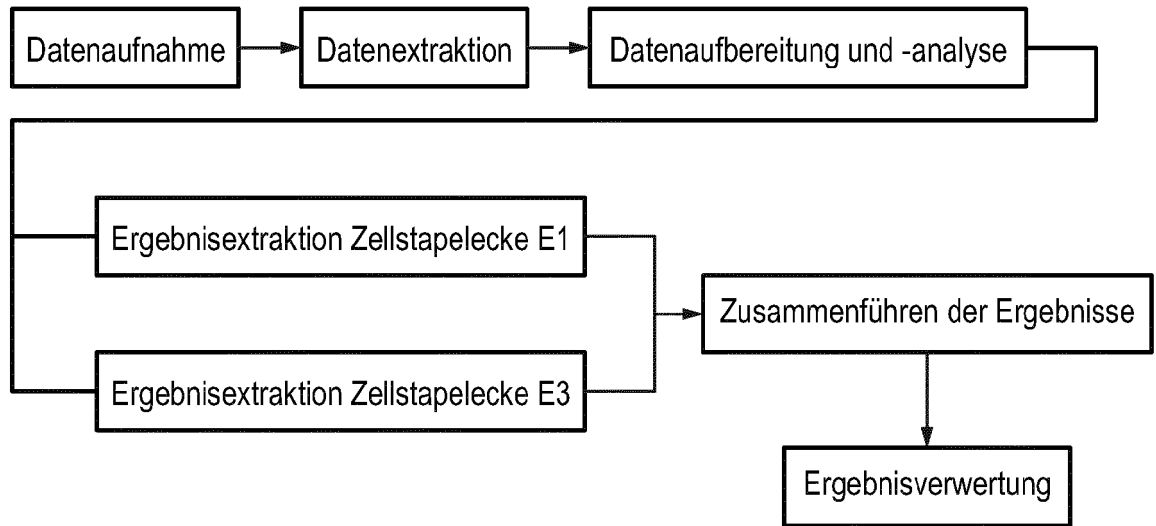 Datenaufnahme
Datenextraktion
Datenaufbereitung und -analyse
Ergebnisextraktion Zellstapelecke E1
Zusammenführen der Ergebnisse
Ergebnisextraktion Zellstapelecke E3
Ergebnisverwertung